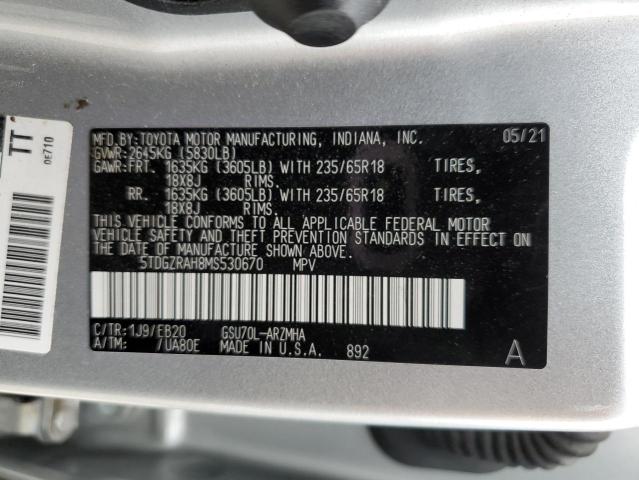 MFD.BY:TOYOTA MOTOR MANUFACTURING, INDIANA, INC. 05/21
GVWR:2645KG (5830LB)
GAWR:FRT. 1635KG (3605LB) WITH 235/65R18 TIRES,
18X8J RIMS.
RR. 1635KG (3605LB) WITH 235/65R18 TIRES,
18X8J RIMS.
THIS VEHICLE CONFORMS TO ALL APPLICABLE FEDERAL MOTOR
VEHICLE SAFETY AND THEFT PREVENTION STANDARDS IN EFFECT ON
THE DATE OF MANUFACTURE SHOWN ABOVE.
5TDGZRAH8MS530670 MPV
C/TR:1J9/EB20 GSU70L-ARZMHA
A/TM: /UA80E MADE IN U.S.A. 892
A
TT
0E710